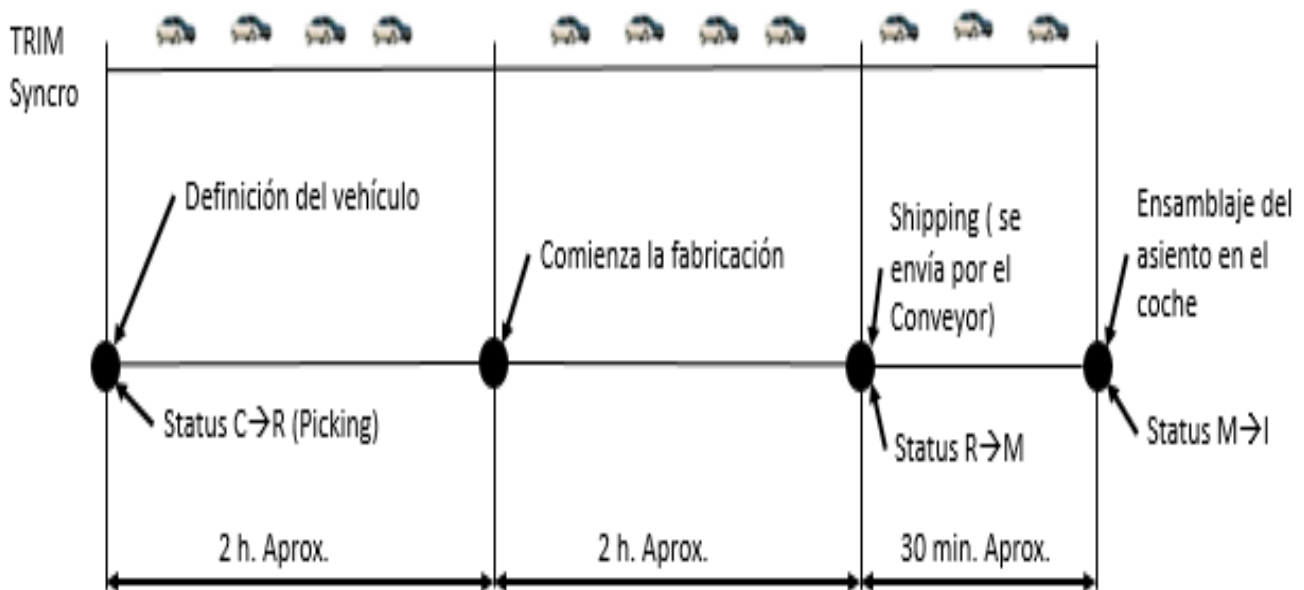 TRIM
Syncro
Definición del vehículo
Comienza la fabricación
Shipping ( se
envía por el
Conveyor)
Ensamblaje del
asiento en el
coche
Status C→R (Picking)
Status R→M
Status M→I
2 h. Aprox.
2 h. Aprox.
30 min. Aprox.